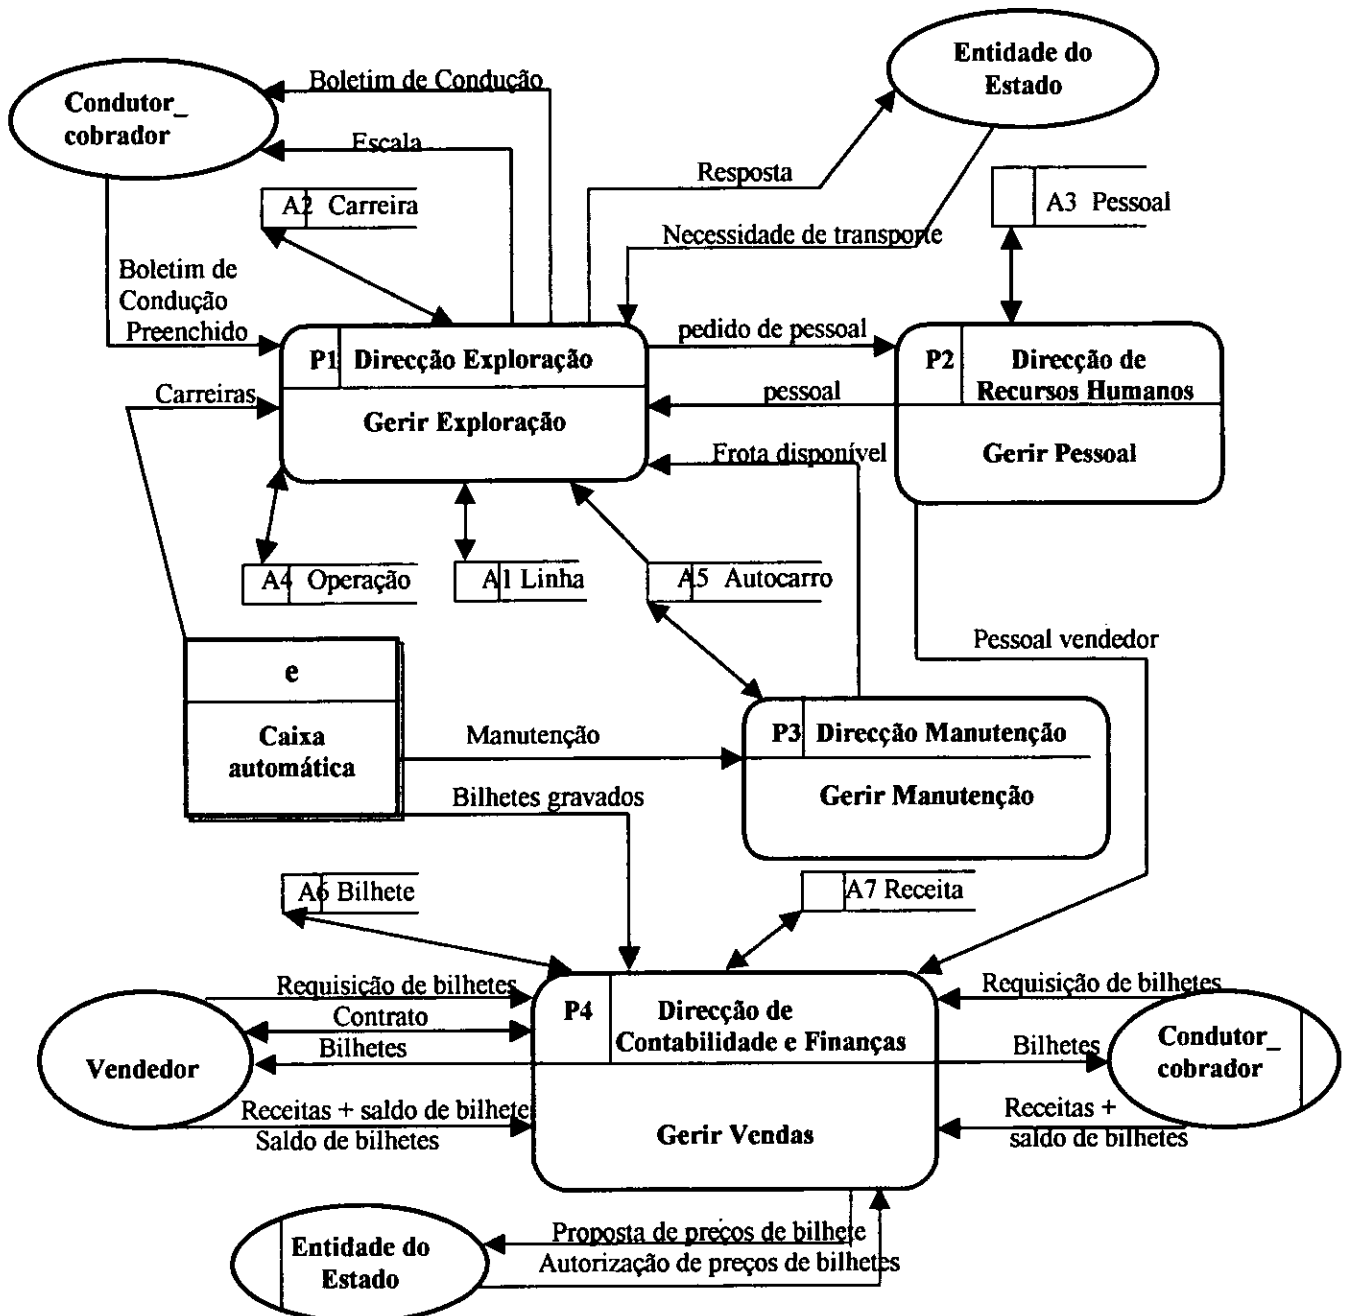 Entidade do
Estado
Boletim de Condução
Condutor_
cobrador
Escala
Resposta
A2 Carreira
A3 Pessoal
Necessidade de transporte
Boletim de
Condução
Preenchido
pedido de pessoal
P1 Direcção Exploração
Gerir Exploração
P2 Direcção de
Recursos Humanos
Gerir Pessoal
Carreiras
pessoal
Frota disponível
A4 Operação
A1 Linha
A5 Autocarro
Pessoal vendedor
e
Caixa
automática
Manutenção
P3 Direcção Manutenção
Gerir Manutenção
Bilhetes gravados
A6 Bilhete
A7 Receita
Requisição de bilhetes
Contrato
Bilhetes
Vendedor
Receitas + saldo de bilhete
Saldo de bilhetes
P4 Direcção de
Contabilidade e Finanças
Gerir Vendas
Requisição de bilhetes
Bilhetes
Condutor_
cobrador
Receitas +
saldo de bilhetes
Entidade do
Estado
Proposta de preços de bilhete
Autorização de preços de bilhetes